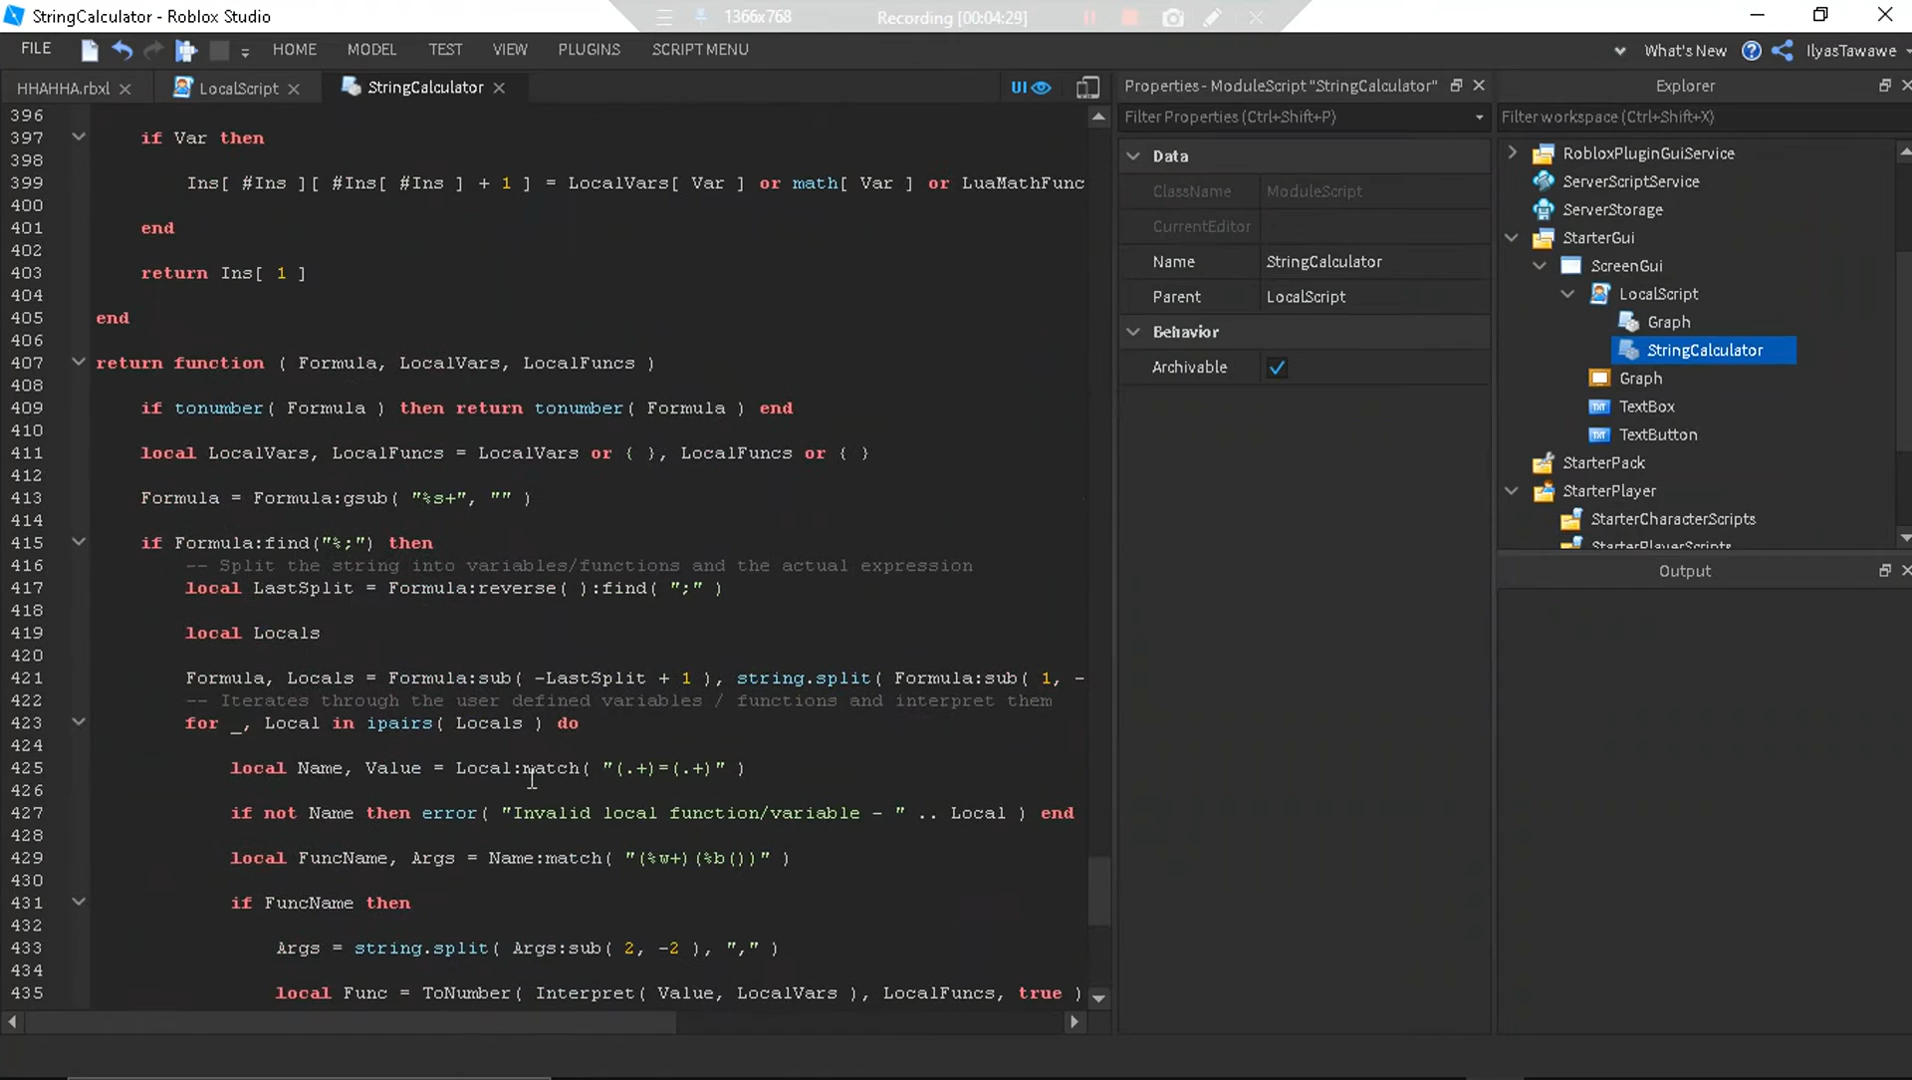 StringCalculator - Roblox Studio
1366x768
Recording [00:04:29]
FILE
HOME
MODEL
TEST
VIEW
PLUGINS
SCRIPT MENU
What's New
IlyasTawawe
HHAHHA.rbxl
LocalScript
StringCalculator
UI
396
397 if Var then
398
399 Ins[ #Ins ][ #Ins[ #Ins ] + 1 ] = LocalVars[ Var ] or math[ Var ] or LuaMathFunc
400
401 end
402
403 return Ins[ 1 ]
404
405 end
406
407 return function ( Formula, LocalVars, LocalFuncs )
408
409 if tonumber( Formula ) then return tonumber( Formula ) end
410
411 local LocalVars, LocalFuncs = LocalVars or { }, LocalFuncs or { }
412
413 Formula = Formula:gsub( "%s+", "" )
414
415 if Formula:find("%;") then
416 -- Split the string into variables/functions and the actual expression
417 local LastSplit = Formula:reverse( ):find( ";" )
418
419 local Locals
420
421 Formula, Locals = Formula:sub( -LastSplit + 1 ), string.split( Formula:sub( 1, -
422 -- Iterates through the user defined variables / functions and interpret them
423 for _, Local in ipairs( Locals ) do
424
425 local Name, Value = Local:match( "(.+)=(.+)" )
426
427 if not Name then error( "Invalid local function/variable - " .. Local ) end
428
429 local FuncName, Args = Name:match( "(%w+)(%b())" )
430
431 if FuncName then
432
433 Args = string.split( Args:sub( 2, -2 ), "," )
434
435 local Func = ToNumber( Interpret( Value, LocalVars ), LocalFuncs, true )
Properties - ModuleScript "StringCalculator"
Filter Properties (Ctrl+Shift+P)
Data
ClassName ModuleScript
CurrentEditor
Name StringCalculator
Parent LocalScript
Behavior
Archivable
Explorer
Filter workspace (Ctrl+Shift+X)
RobloxPluginGuiService
ServerScriptService
ServerStorage
StarterGui
ScreenGui
LocalScript
Graph
StringCalculator
Graph
TextBox
TextButton
StarterPack
StarterPlayer
StarterCharacterScripts
StarterPlayerScripts
Output